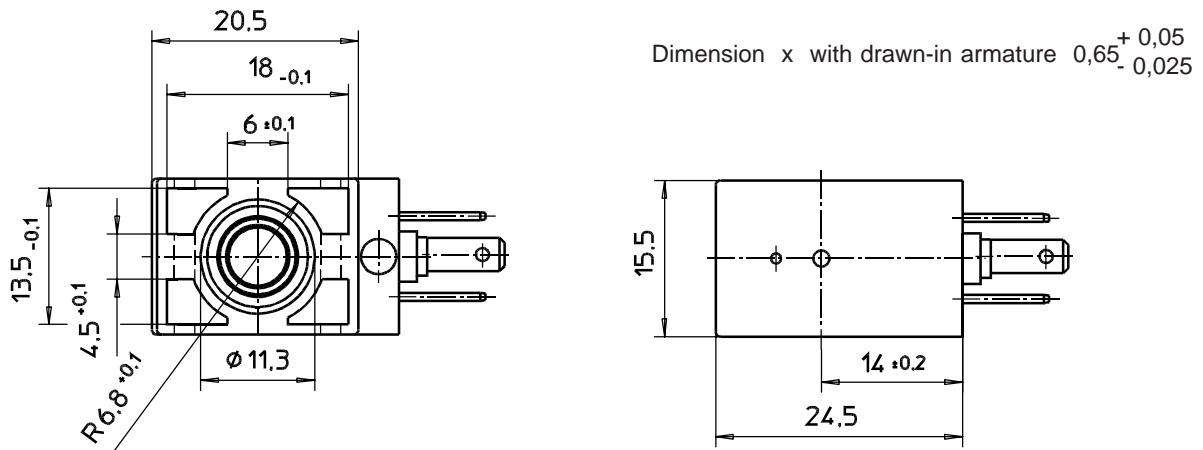 20,5
18 -0,1
6 ±0,1
13,5 -0,1
4,5 +0,1
R 6,8 +0,1
Ø 11,3
Dimension x with drawn-in armature 0,65 + 0,05 - 0,025
15,5
14 ±0,2
24,5